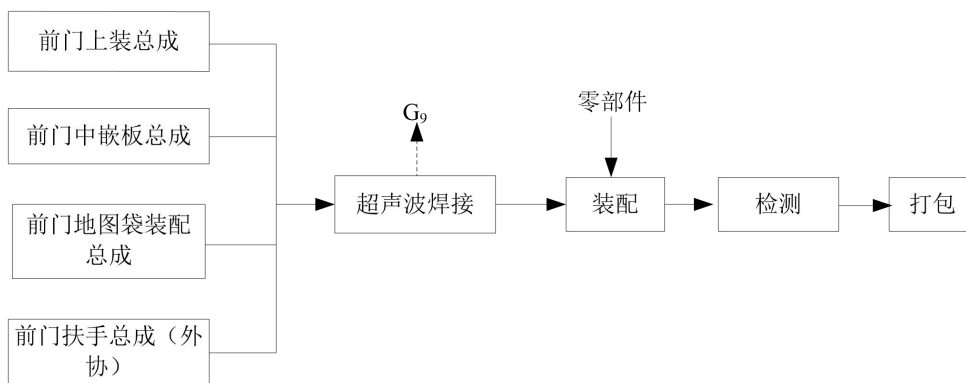 前门上装总成
前门中嵌板总成
前门地图袋装配
总成
前门扶手总成（外
协）
G₉
超声波焊接
零部件
装配
检测
打包